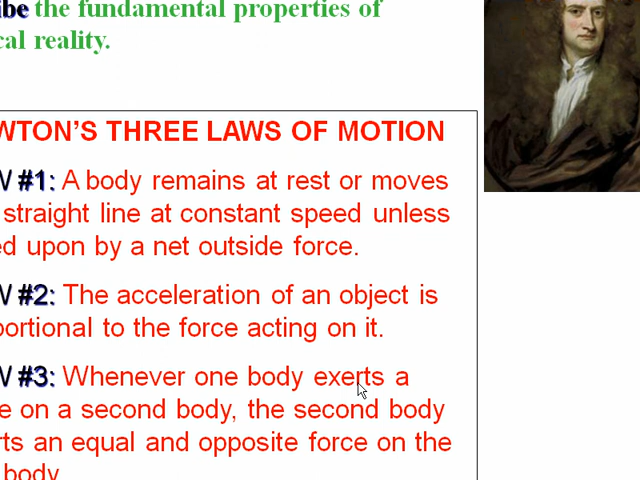 ibe the fundamental properties of
cal reality.
WTON'S THREE LAWS OF MOTION
W #1: A body remains at rest or moves
straight line at constant speed unless
ed upon by a net outside force.
W #2: The acceleration of an object is
portional to the force acting on it.
W #3: Whenever one body exerts a
e on a second body, the second body
rts an equal and opposite force on the
body.